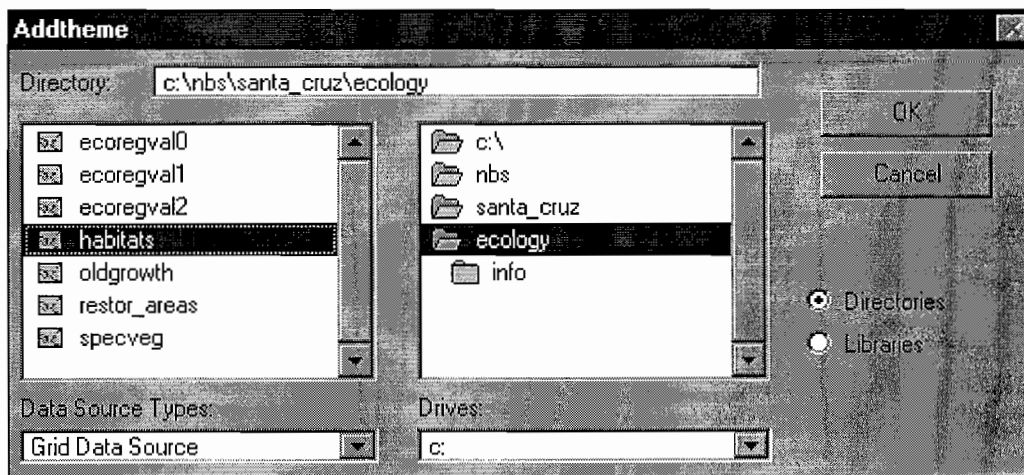 Addtheme
Directory: c:\nbs\santa_cruz\ecology
ecoregval0
ecoregval1
ecoregval2
habitats
oldgrowth
restor_areas
specveg
c:\
nbs
santa_cruz
ecology
info
OK
Cancel
Directories
Libraries
Data Source Types:
Grid Data Source
Drives:
c: